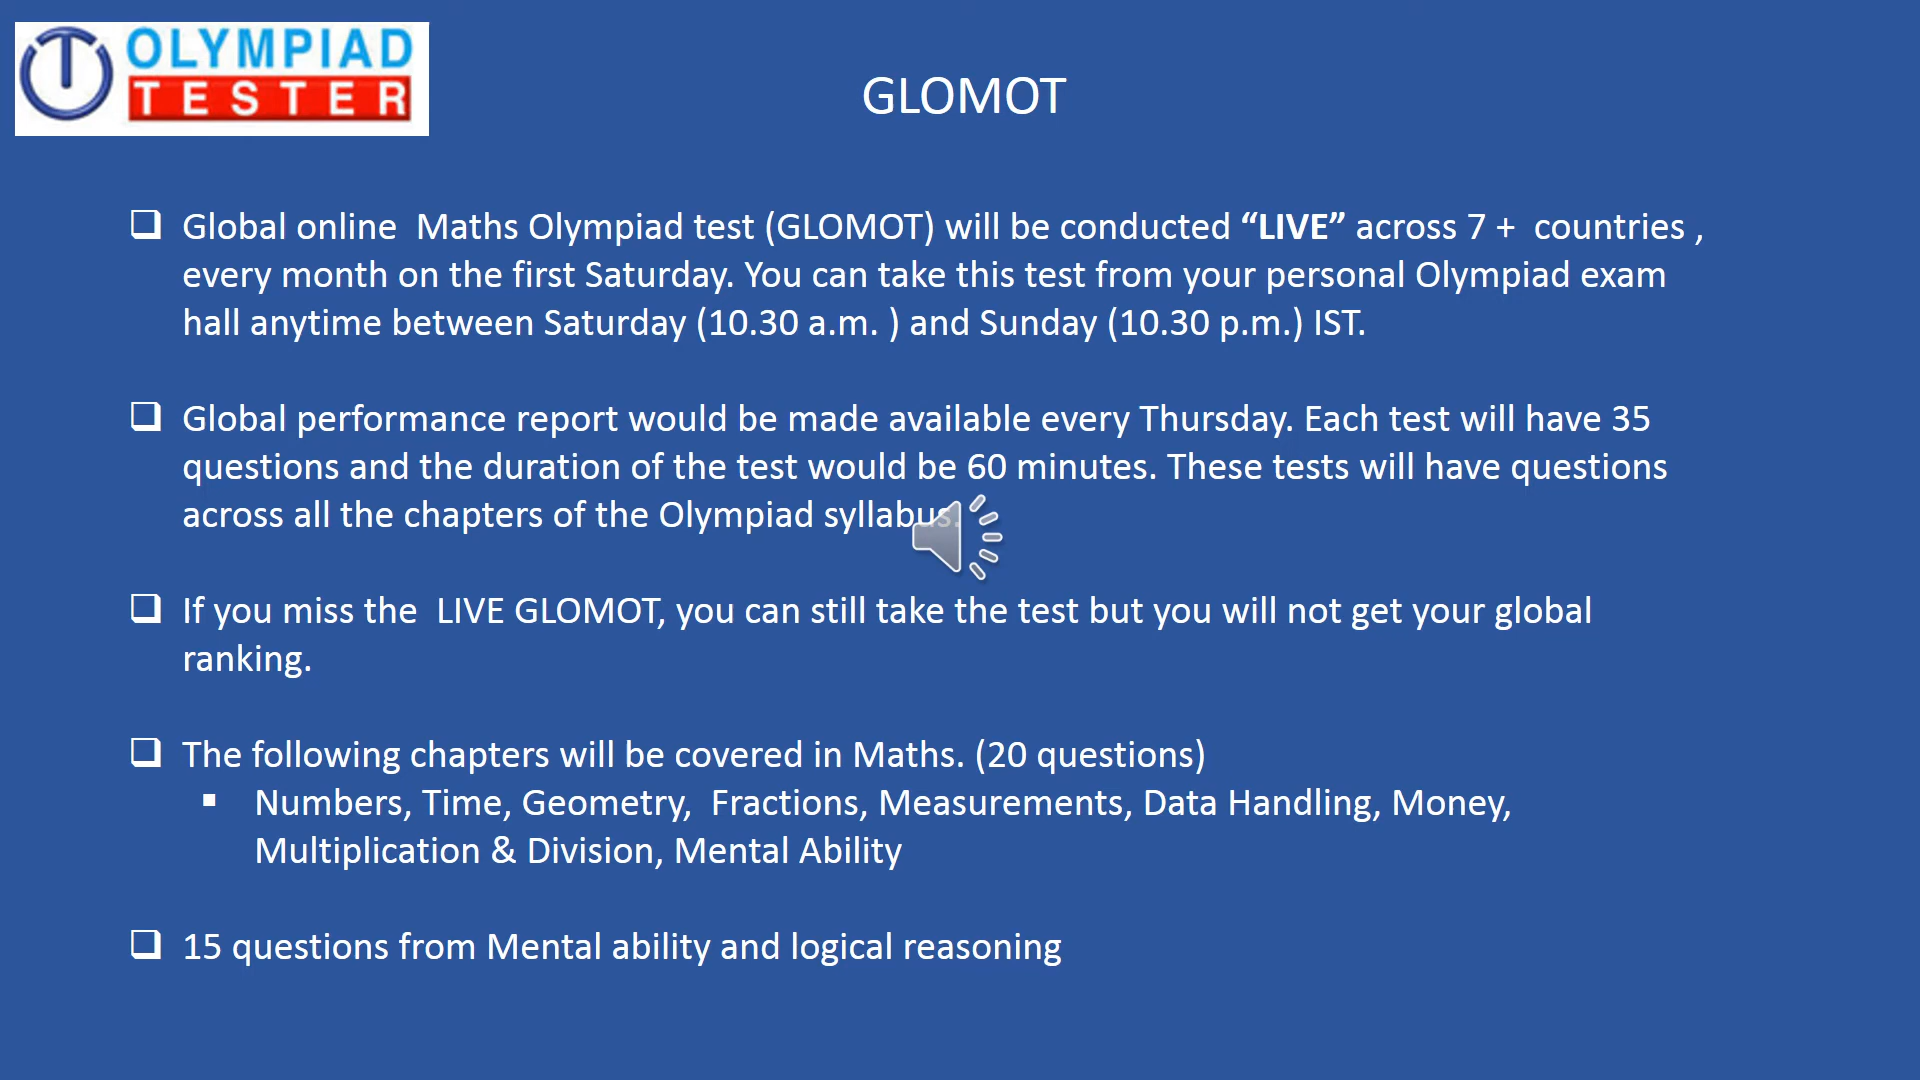 OLYMPIAD
TESTER
GLOMOT
❑ Global online  Maths Olympiad test (GLOMOT) will be conducted “LIVE” across 7 +  countries ,
every month on the first Saturday. You can take this test from your personal Olympiad exam
hall anytime between Saturday (10.30 a.m. ) and Sunday (10.30 p.m.) IST.
❑ Global performance report would be made available every Thursday. Each test will have 35
questions and the duration of the test would be 60 minutes. These tests will have questions
across all the chapters of the Olympiad syllabus.
❑ If you miss the  LIVE GLOMOT, you can still take the test but you will not get your global
ranking.
❑ The following chapters will be covered in Maths. (20 questions)
▪ Numbers, Time, Geometry,  Fractions, Measurements, Data Handling, Money,
Multiplication & Division, Mental Ability
❑ 15 questions from Mental ability and logical reasoning